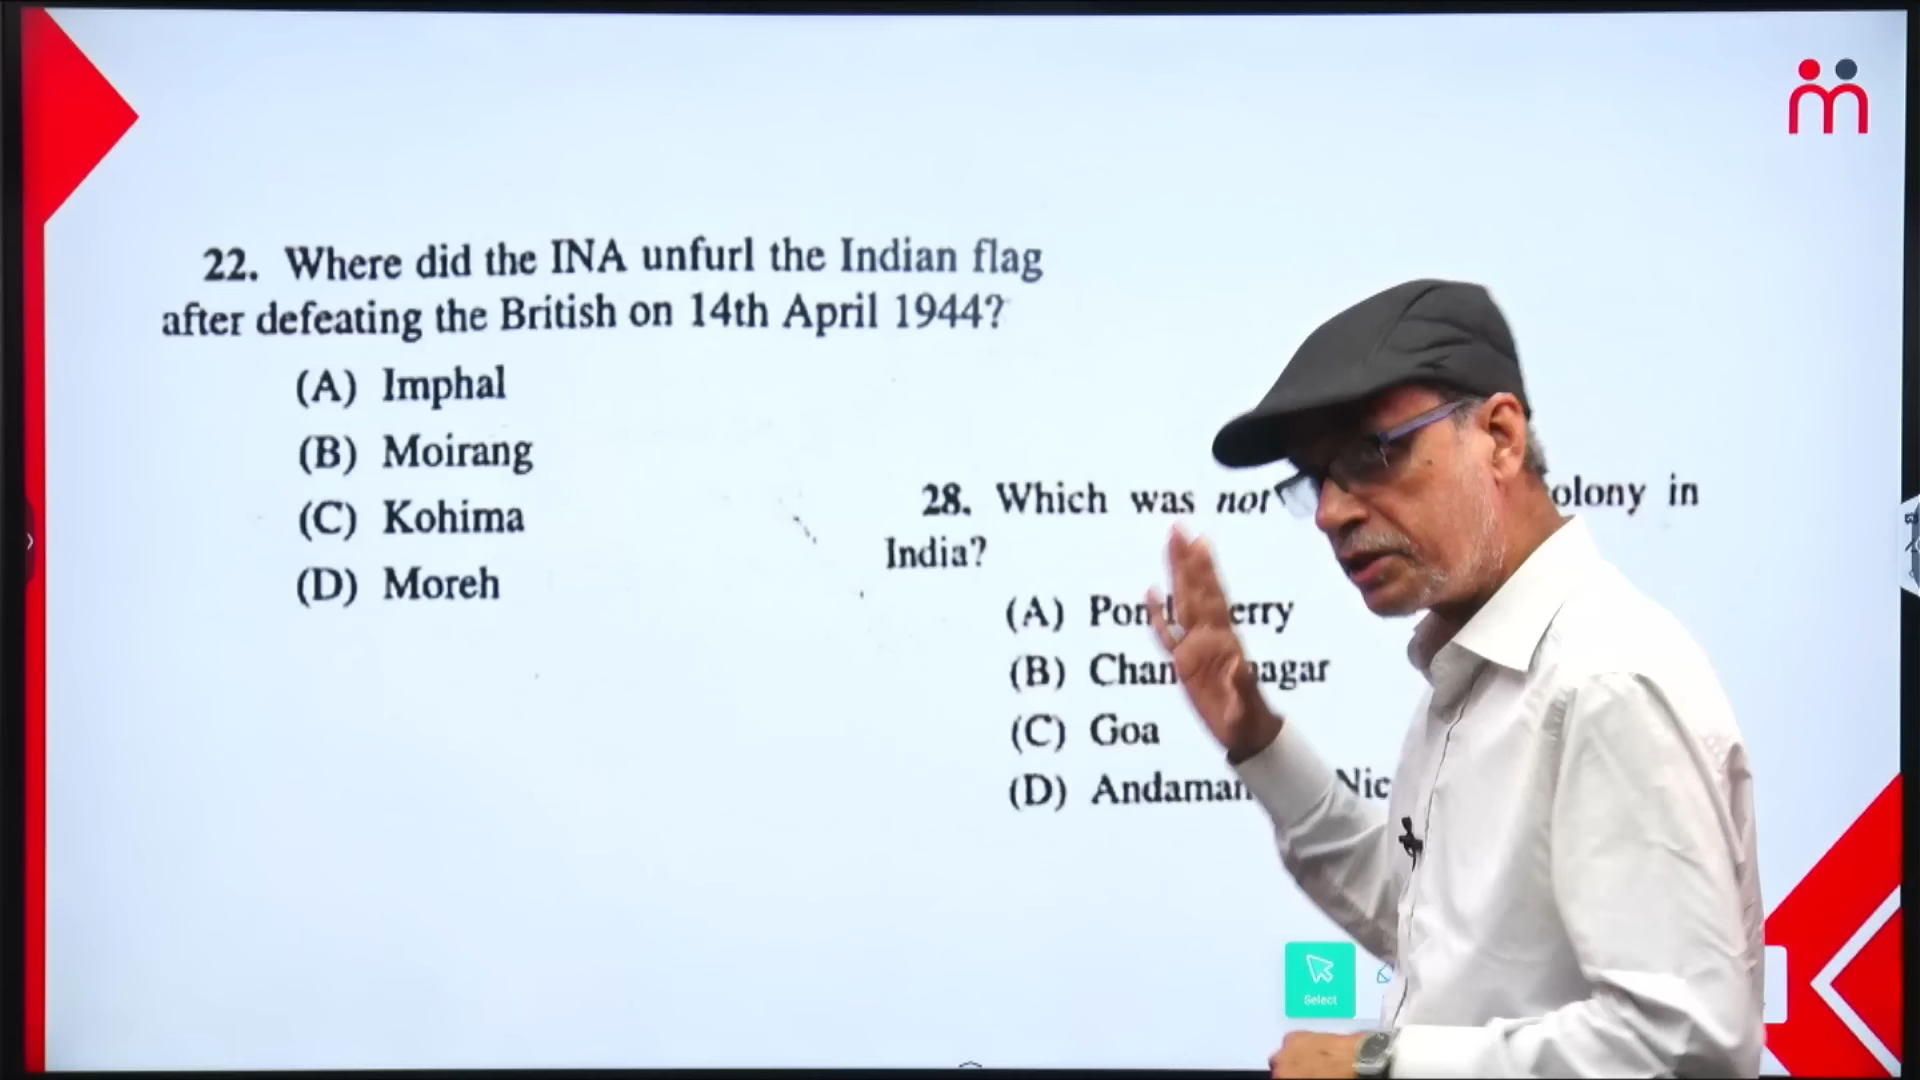 22. Where did the INA unfurl the Indian flag
after defeating the British on 14th April 1944?
(A) Imphal
(B) Moirang
(C) Kohima
(D) Moreh
28. Which was not olony in
India?
(A) Pon erry
(B) Chan nagar
(C) Goa
(D) Andaman Nic
Select